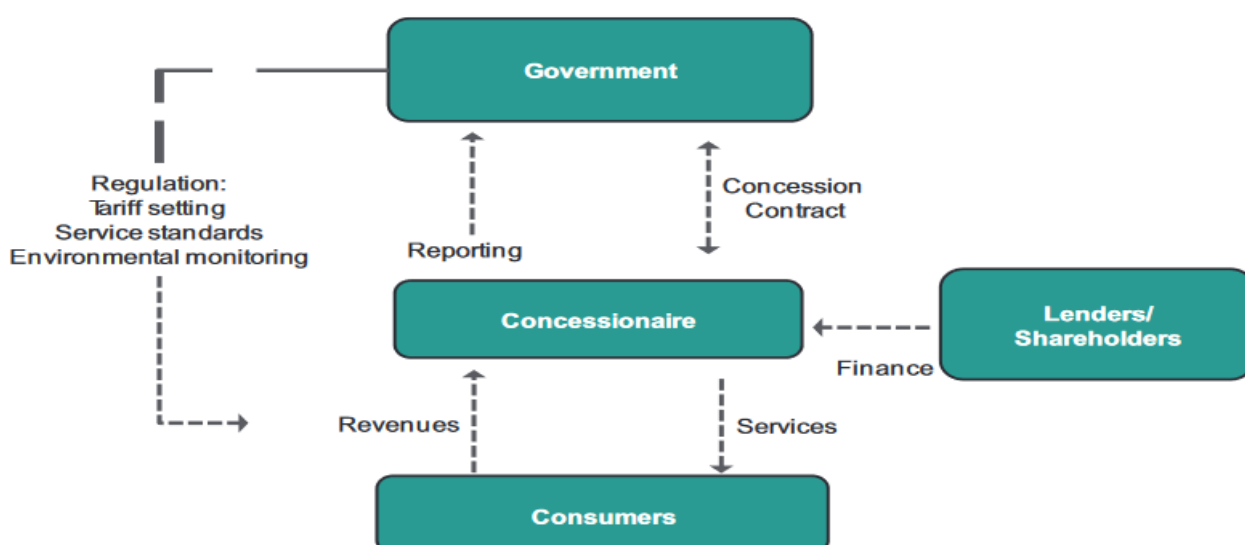 Government
Regulation:
Tariff setting
Service standards
Environmental monitoring
Reporting
Concession
Contract
Concessionaire
Lenders/
Shareholders
Finance
Revenues
Services
Consumers